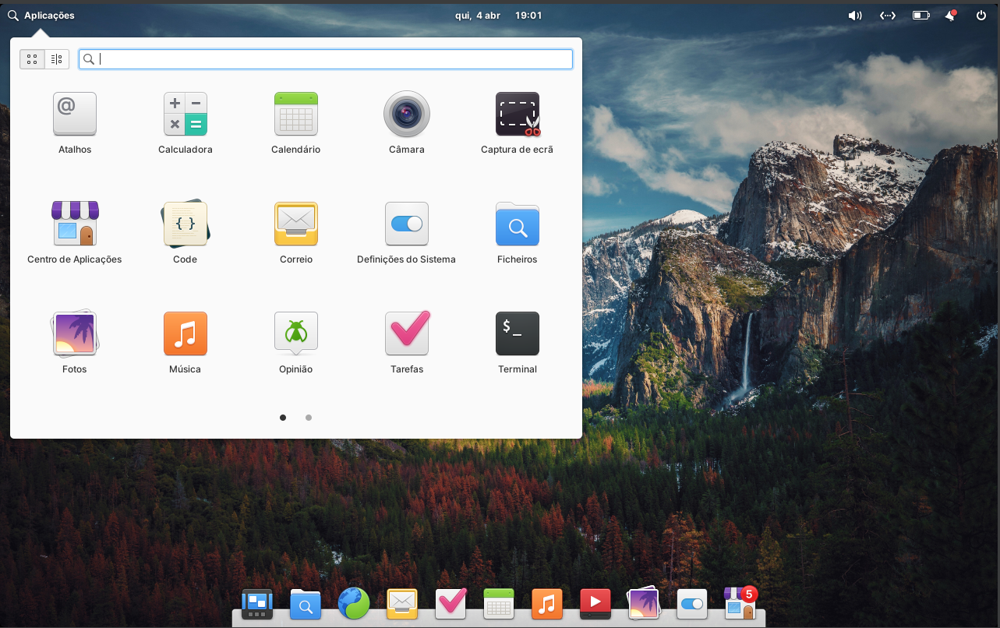 Aplicações
qui, 4 abr 19:01
Atalhos
Calculadora
Calendário
Câmara
Captura de ecrã
Centro de Aplicações
Code
Correio
Definições do Sistema
Ficheiros
Fotos
Música
Opinião
Tarefas
$_
Terminal
5